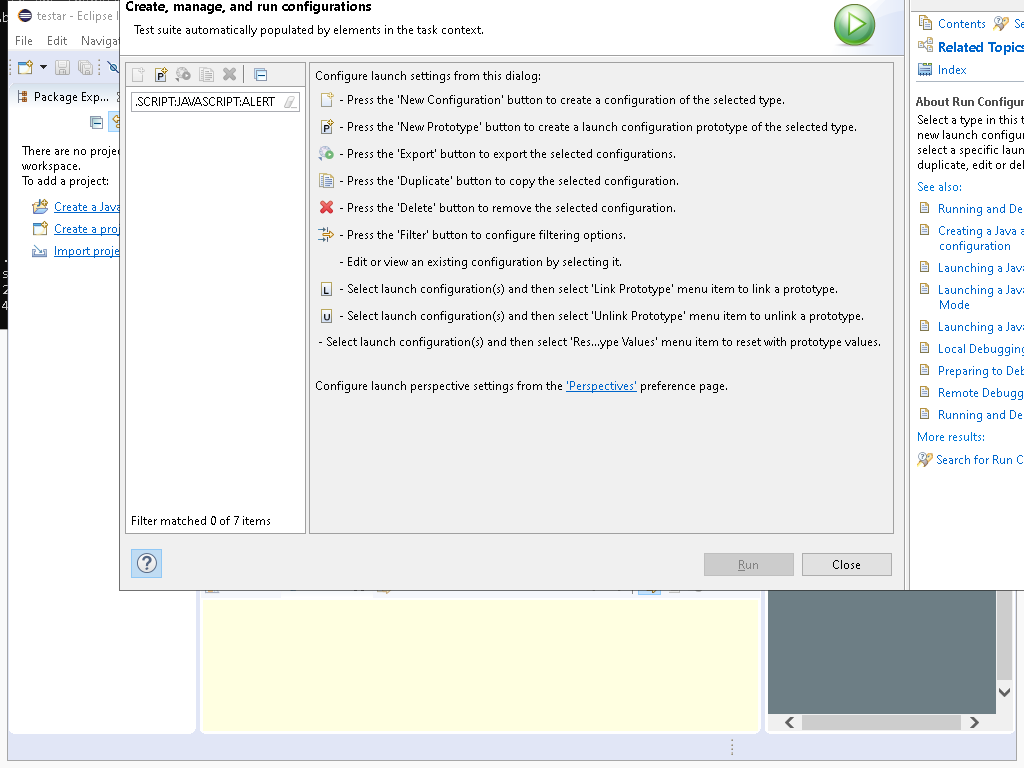 testar - Eclipse
File Edit Navigat
Package Exp...
There are no proje
workspace.
To add a project:
Create a Java
Create a proj
Import proje
Create, manage, and run configurations
Test suite automatically populated by elements in the task context.
.SCRIPT:JAVASCRIPT:ALERT
Filter matched 0 of 7 items
Configure launch settings from this dialog:
- Press the 'New Configuration' button to create a configuration of the selected type.
- Press the 'New Prototype' button to create a launch configuration prototype of the selected type.
- Press the 'Export' button to export the selected configurations.
- Press the 'Duplicate' button to copy the selected configuration.
- Press the 'Delete' button to remove the selected configuration.
- Press the 'Filter' button to configure filtering options.
- Edit or view an existing configuration by selecting it.
L - Select launch configuration(s) and then select 'Link Prototype' menu item to link a prototype.
U - Select launch configuration(s) and then select 'Unlink Prototype' menu item to unlink a prototype.
- Select launch configuration(s) and then select 'Res...ype Values' menu item to reset with prototype values.
Configure launch perspective settings from the 'Perspectives' preference page.
Run
Close
Contents Se
Related Topics
Index
About Run Configur
Select a type in this t
new launch configur
select a specific laun
duplicate, edit or del
See also:
Running and De
Creating a Java a
configuration
Launching a Java
Launching a Java
Mode
Launching a Java
Local Debugging
Preparing to Deb
Remote Debugg
Running and De
More results:
Search for Run C